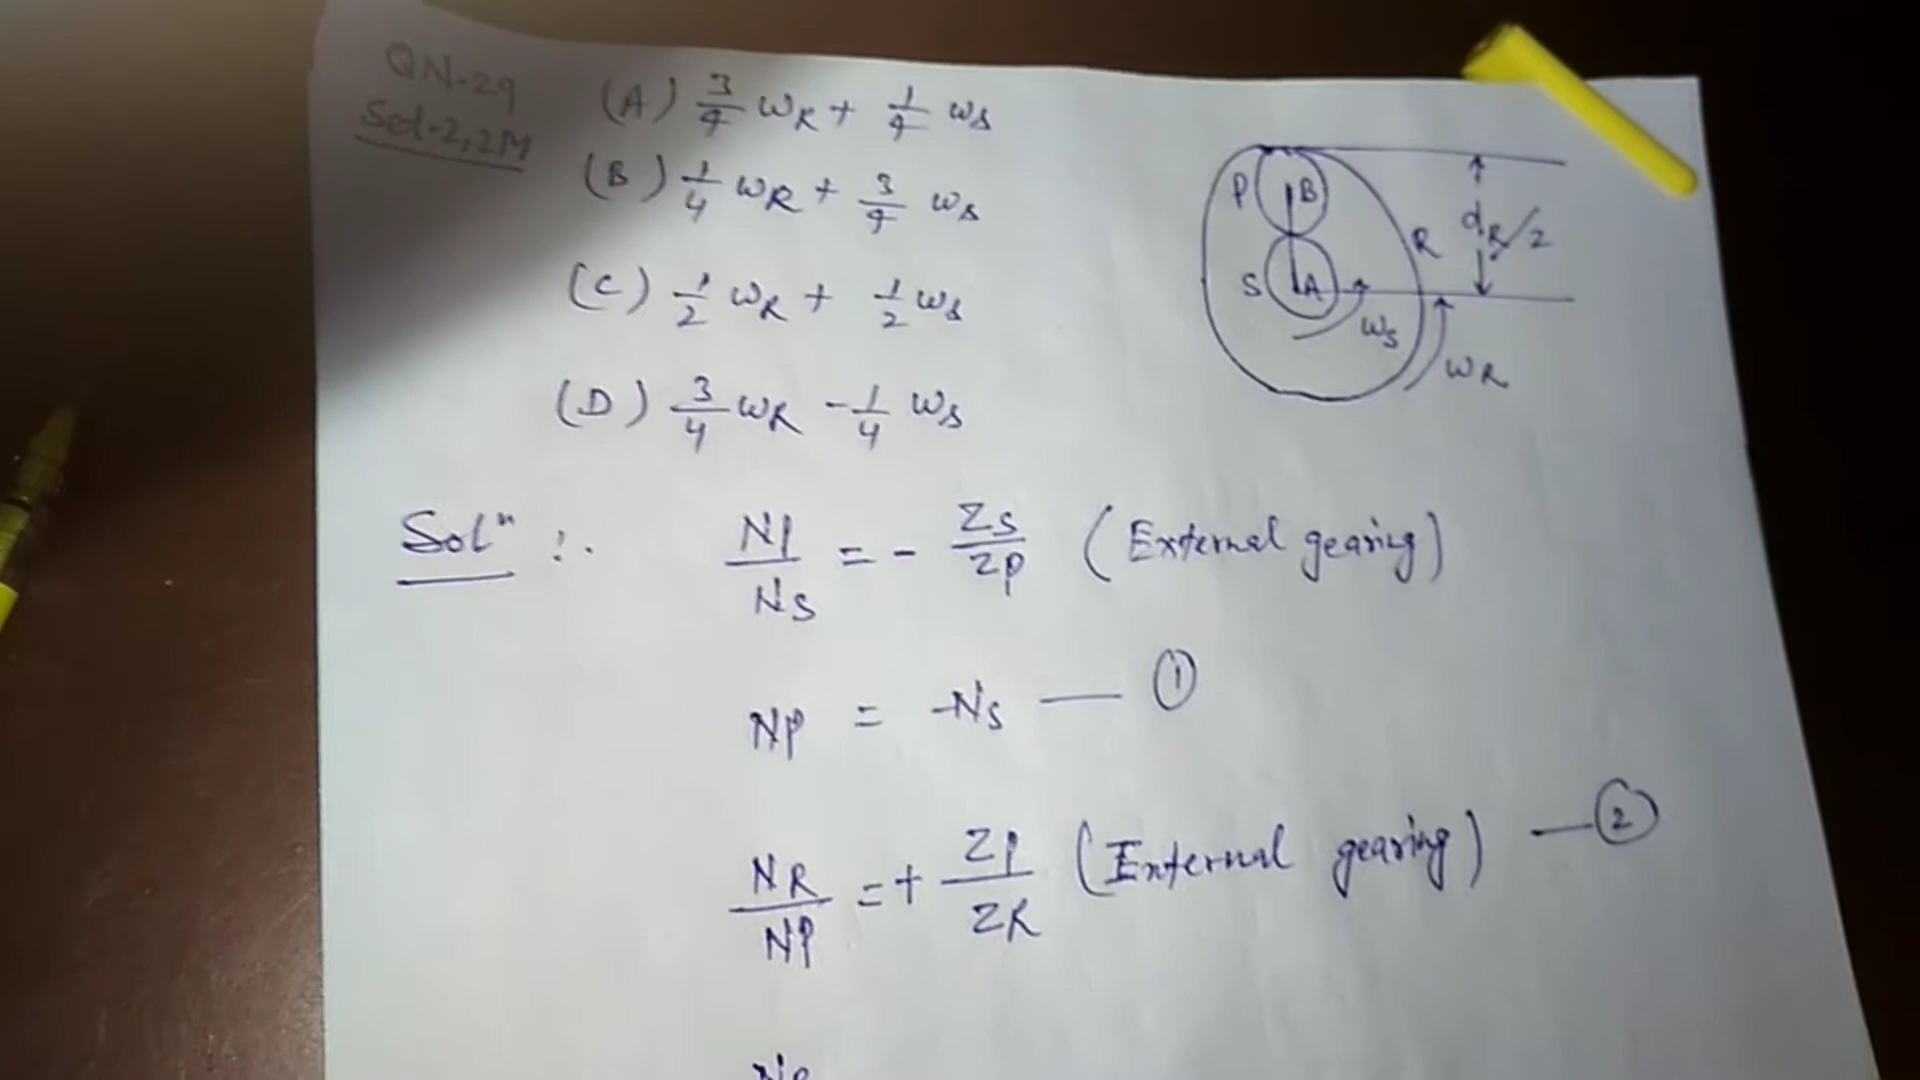 QN-29
Set-2, 2M
(A) 3/4 ωR + 1/4 ωs
(B) 1/4 ωR + 3/4 ωs
(C) 1/2 ωR + 1/2 ωs
(D) 3/4 ωR - 1/4 ωs
P B
R dR/2
S A
ωs
ωR
Solⁿ :.
NP/NS = - ZS/ZP (External gearing)
NP = -NS — ①
NR/NP = + ZP/ZR (External gearing) — ②